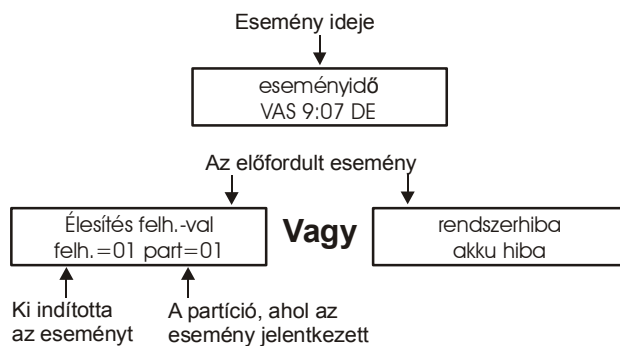 Esemény ideje
eseményidő
VAS 9:07 DE
Az előfordult esemény
Élesítés felh.-val
felh.=01 part=01
Vagy
rendszerhiba
akku hiba
Ki indította
az eseményt
A partíció, ahol az
esemény jelentkezett